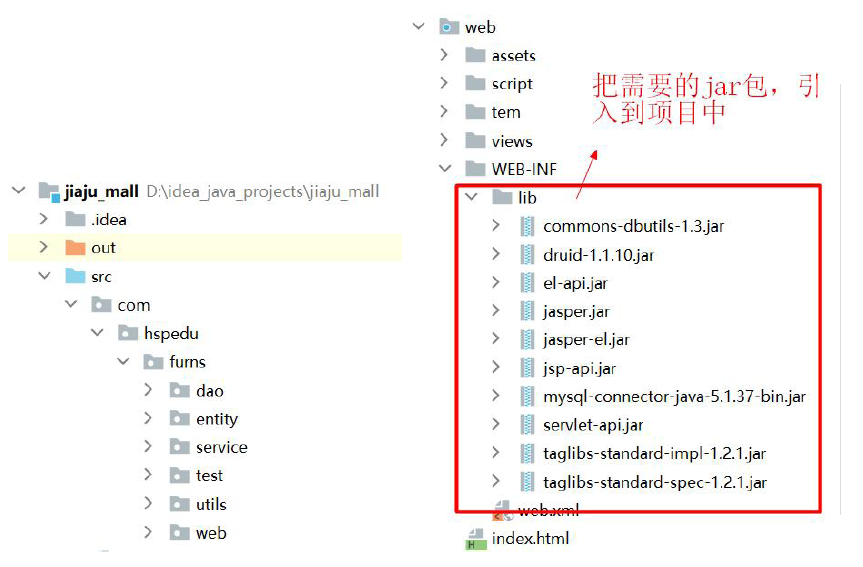 jiaju_mall D:\idea_java_projects\jiaju_mall
.idea
out
src
com
hspedu
furns
dao
entity
service
test
utils
web
web
assets
script
tem
views
WEB-INF
lib
commons-dbutils-1.3.jar
druid-1.1.10.jar
el-api.jar
jasper.jar
jasper-el.jar
jsp-api.jar
mysql-connector-java-5.1.37-bin.jar
servlet-api.jar
taglibs-standard-impl-1.2.1.jar
taglibs-standard-spec-1.2.1.jar
web.xml
index.html
把需要的jar包，引
入到项目中